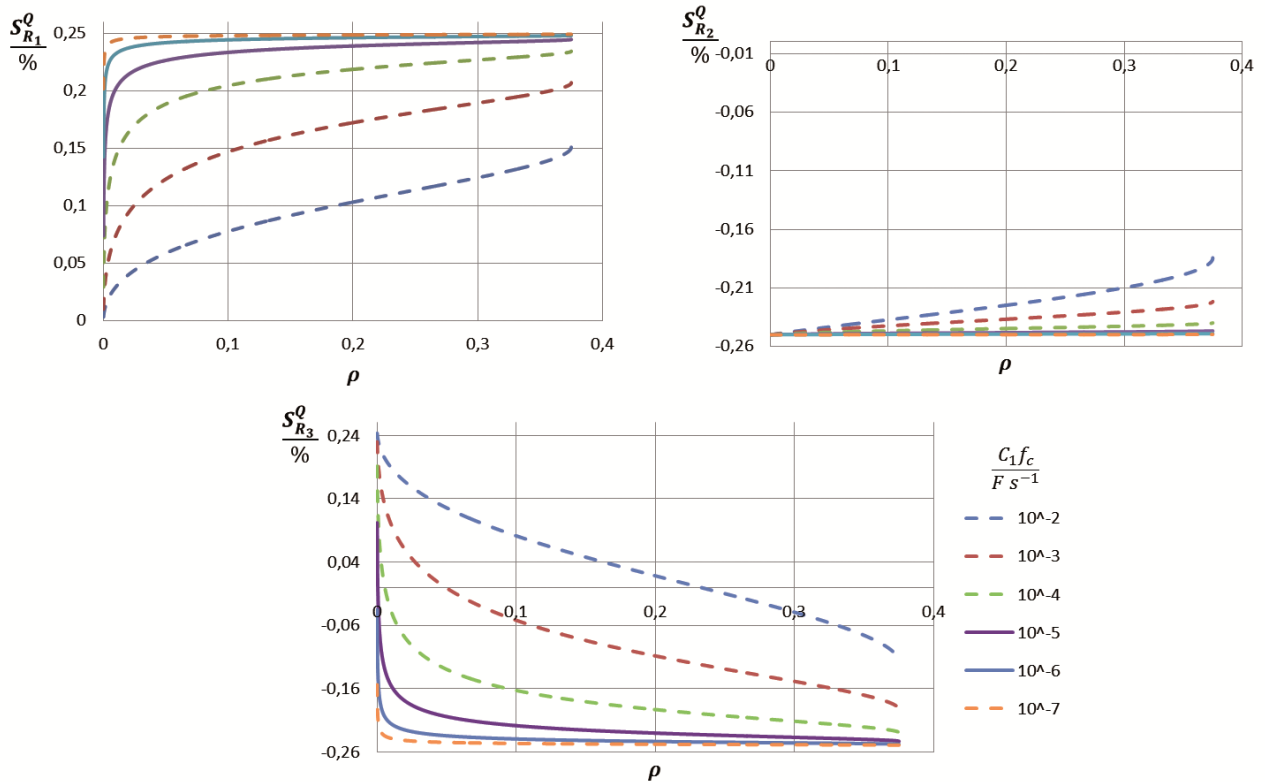 S^Q_{R_1} / %
0,25
0,2
0,15
0,1
0,05
0
0 0,1 0,2 0,3 0,4
ρ
S^Q_{R_2} / %
-0,01
0 0,1 0,2 0,3 0,4
-0,06
-0,11
-0,16
-0,21
-0,26
ρ
S^Q_{R_3} / %
0,24
0,14
0,04
0 0,1 0,2 0,3 0,4
-0,06
-0,16
-0,26
ρ
C_1 f_c / F s^{-1}
10^-2
10^-3
10^-4
10^-5
10^-6
10^-7